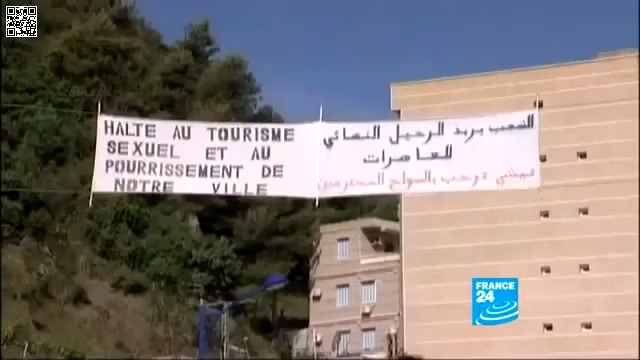 HALTE AU TOURISME
SEXUEL ET AU
POURRISSEMENT DE
NOTRE VILLE
الشعب يريد الرحيل النهائي
للعاهرات
تيشي ترحب بالسواح المحترمين
FRANCE
24